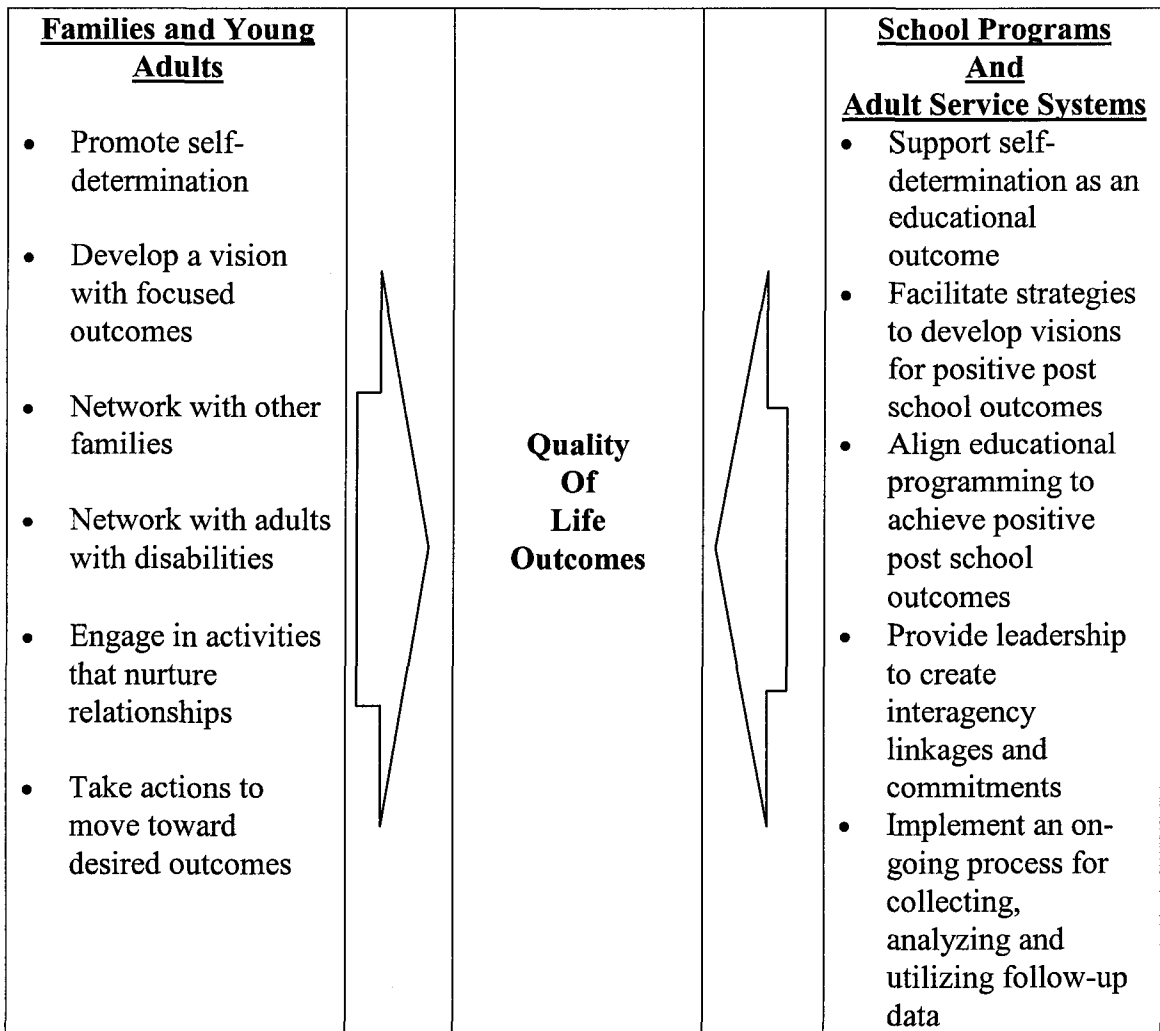 Families and Young
Adults
• Promote self-
determination
• Develop a vision
with focused
outcomes
• Network with other
families
• Network with adults
with disabilities
• Engage in activities
that nurture
relationships
• Take actions to
move toward
desired outcomes
Quality
Of
Life
Outcomes
School Programs
And
Adult Service Systems
• Support self-
determination as an
educational
outcome
• Facilitate strategies
to develop visions
for positive post
school outcomes
• Align educational
programming to
achieve positive
post school
outcomes
• Provide leadership
to create
interagency
linkages and
commitments
• Implement an on-
going process for
collecting,
analyzing and
utilizing follow-up
data